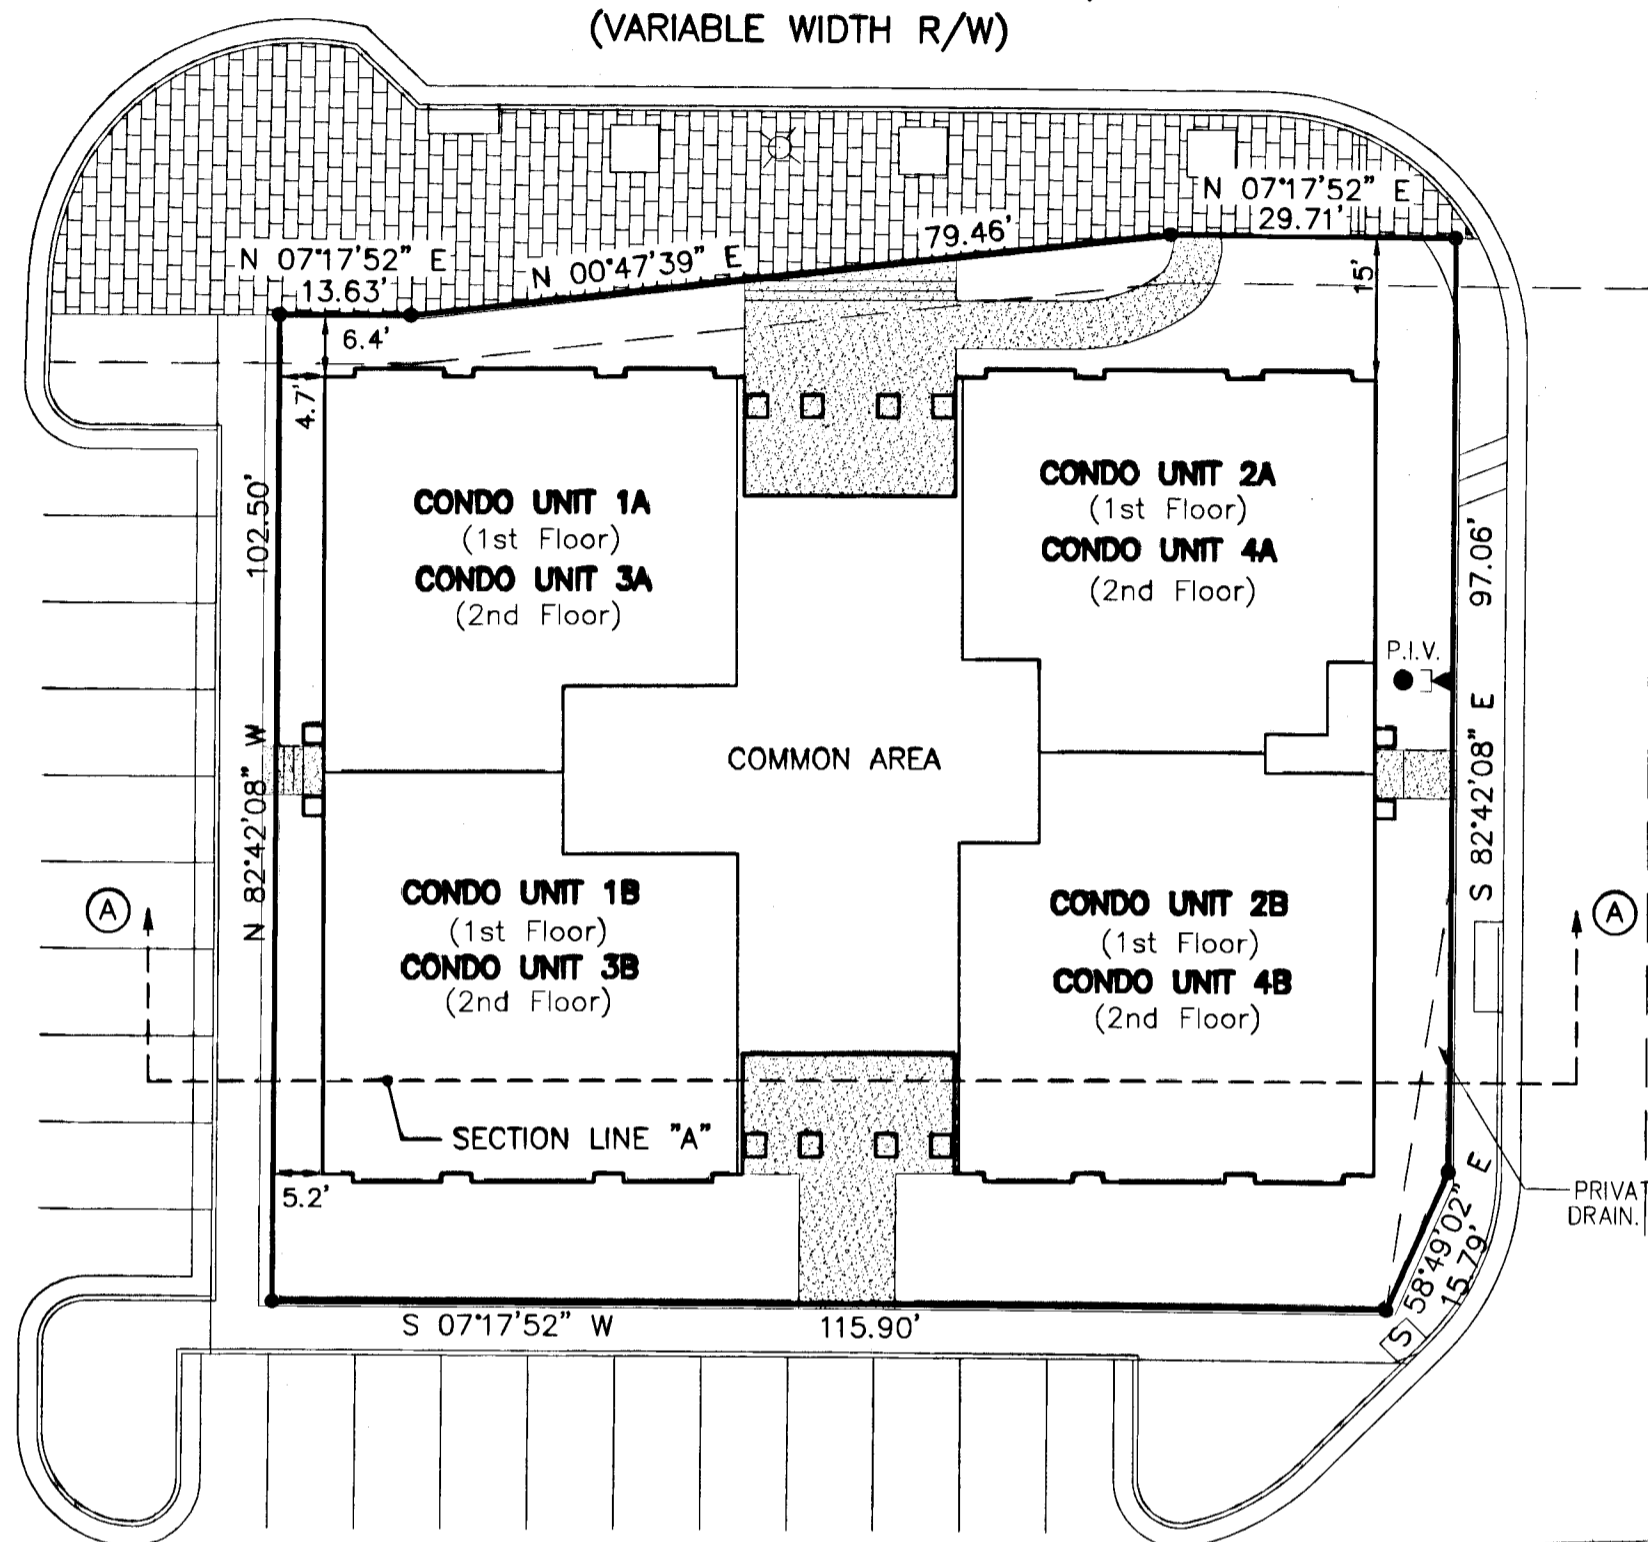 (VARIABLE WIDTH R/W)
N 07°17'52" E
29.71'
79.46'
N 07°17'52" E
13.63'
N 00°47'39" E
15'
6.4'
4.7'
102.50'
N 82°42'08" W
CONDO UNIT 1A
(1st Floor)
CONDO UNIT 3A
(2nd Floor)
CONDO UNIT 2A
(1st Floor)
CONDO UNIT 4A
(2nd Floor)
97.06'
S 82°42'08" E
P.I.V.
COMMON AREA
CONDO UNIT 1B
(1st Floor)
CONDO UNIT 3B
(2nd Floor)
CONDO UNIT 2B
(1st Floor)
CONDO UNIT 4B
(2nd Floor)
A
A
SECTION LINE "A"
5.2'
PRIVAT
DRAIN.
S 58°49'02" E
15.79'
S 07°17'52" W
115.90'